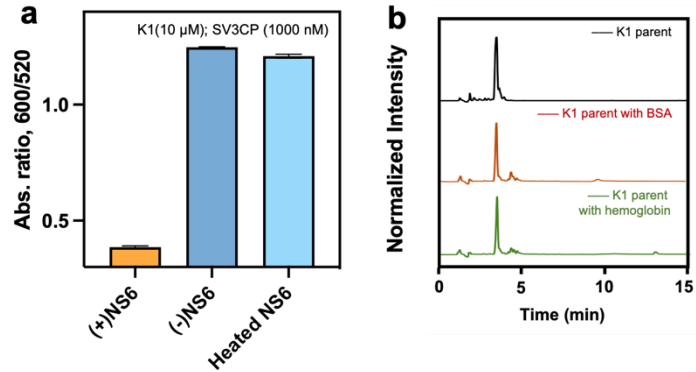 a
K1(10 μM); SV3CP (1000 nM)
Abs. ratio, 600/520
1.0
0.5
(+)NS6
(-)NS6
Heated NS6
b
K1 parent
K1 parent with BSA
K1 parent
with hemoglobin
Normalized Intensity
0
5
10
15
Time (min)